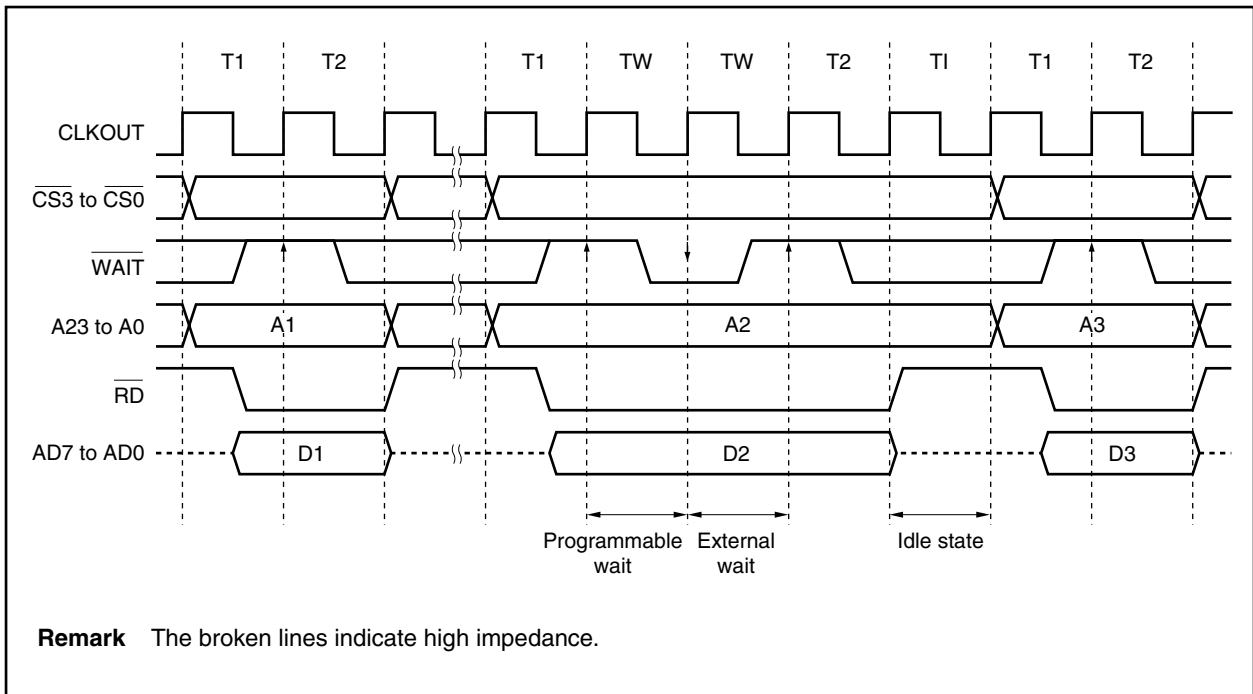 T1 T2 T1 TW TW T2 TI T1 T2
CLKOUT
CS3 to CS0
WAIT
A23 to A0 A1 A2 A3
RD
AD7 to AD0 D1 D2 D3
Programmable wait
External wait
Idle state
Remark The broken lines indicate high impedance.